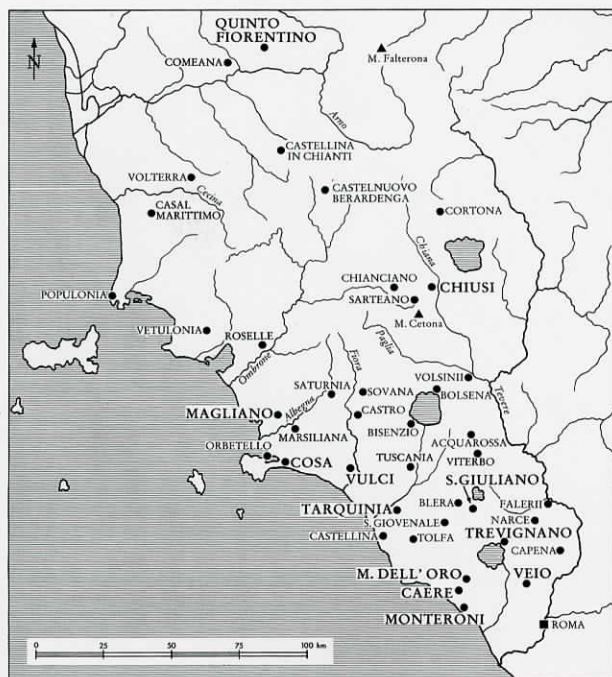 QUINTO
FIORENTINO
COMEANA
M. Falterona
N
Arno
CASTELLINA
IN CHIANTI
VOLTERRA
Cecina
CASTELNUOVO
BERARDENGA
CASAL
MARITTIMO
CORTONA
Chiana
CHIANCIANO
CHIUSI
SARTEANO
POPULONIA
M. Cetona
VETULONIA
ROSELLE
Ombrone
Paglia
Fiora
VOLSINII
Tevere
SATURNIA
SOVANA
BOLSENA
MAGLIANO
Albegna
CASTRO
MARSILIANA
BISENZIO
ACQUAROSSA
ORBETELLO
COSA
TUSCANIA
VITERBO
VULCI
S.GIULIANO
TARQUINIA
BLERA
FALERII
S. GIOVENALE
NARCE
CASTELLINA
TOLFA
TREVIGNANO
CAPENA
M. DELL' ORO
VEIO
CAERE
MONTERONI
ROMA
0 25 50 75 100 km